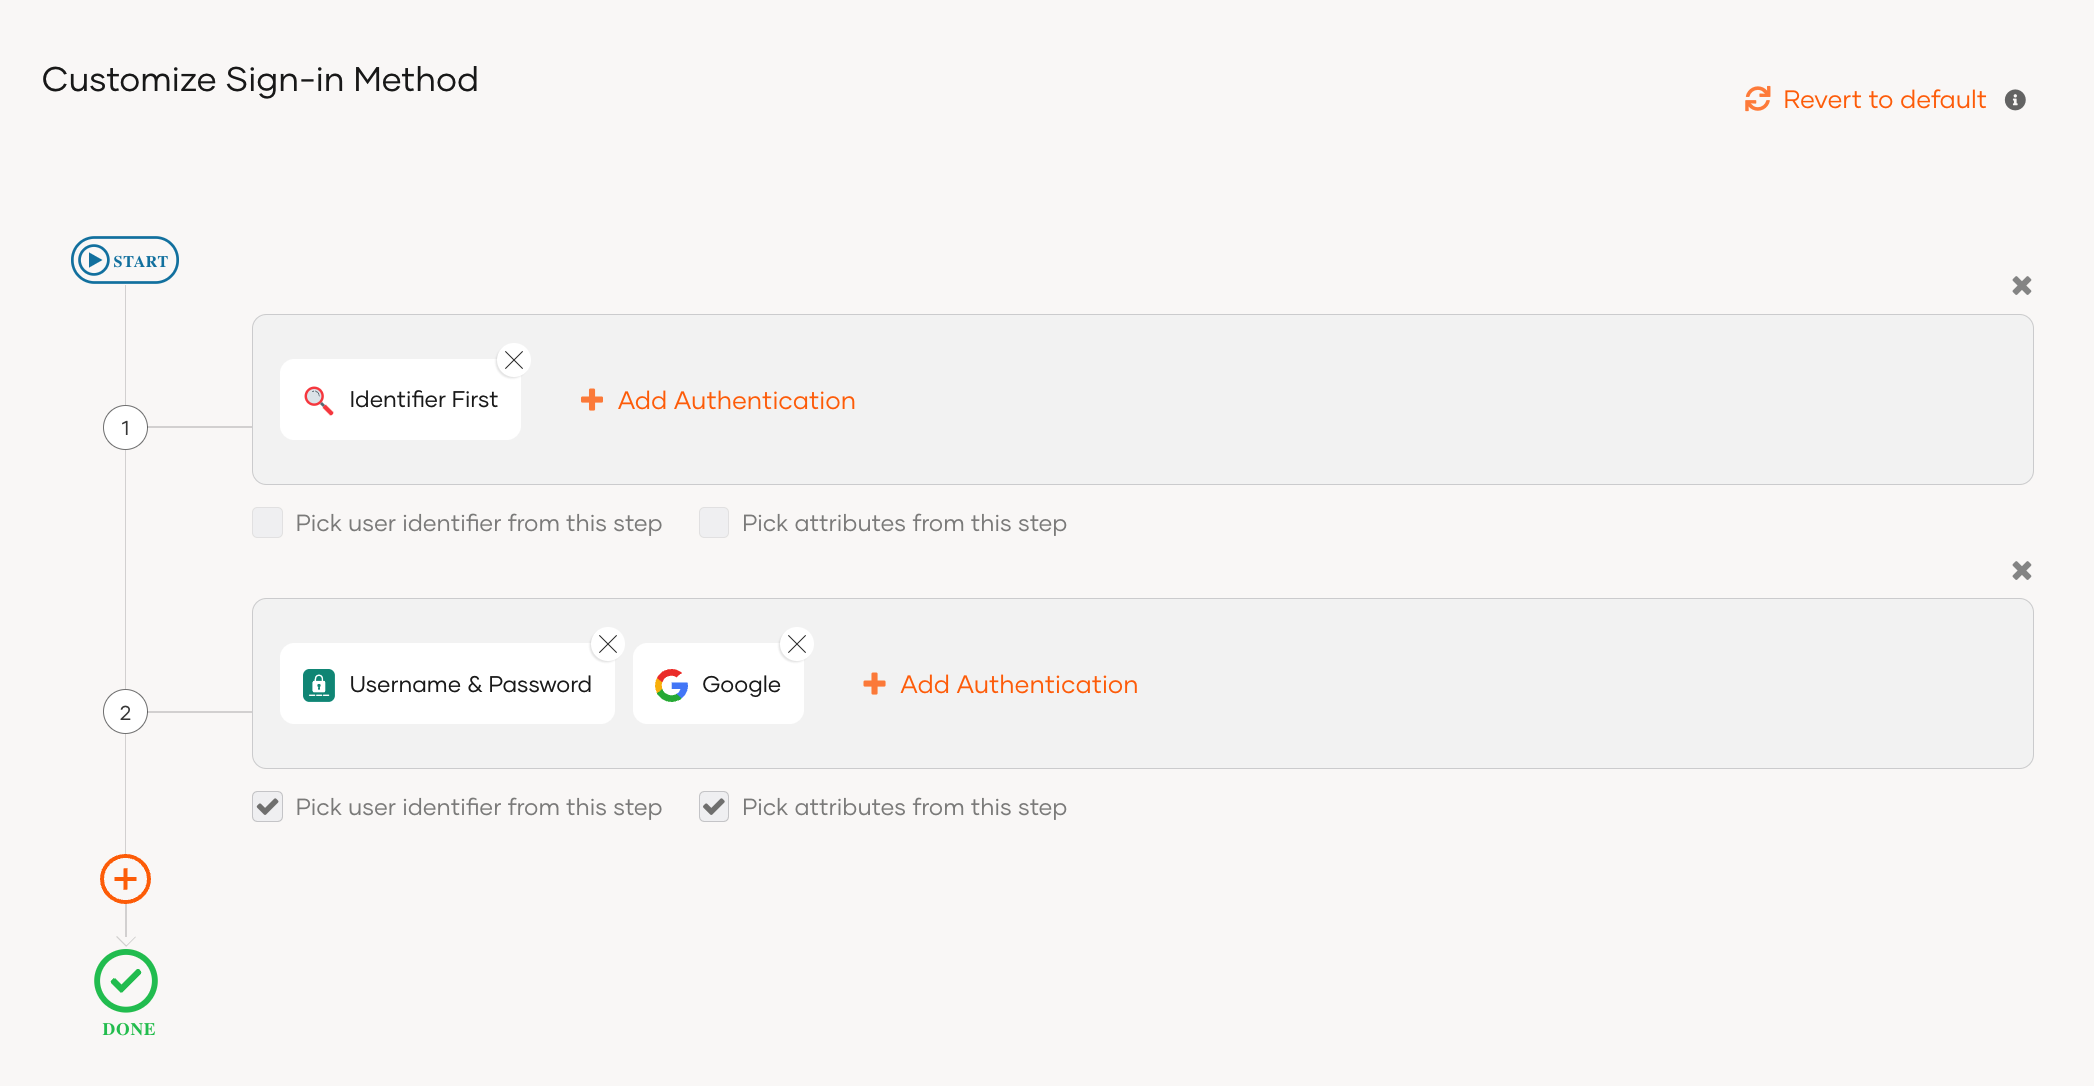 Customize Sign-in Method
Revert to default
START
1
Identifier First
Add Authentication
Pick user identifier from this step
Pick attributes from this step
2
Username & Password
Google
Add Authentication
Pick user identifier from this step
Pick attributes from this step
DONE